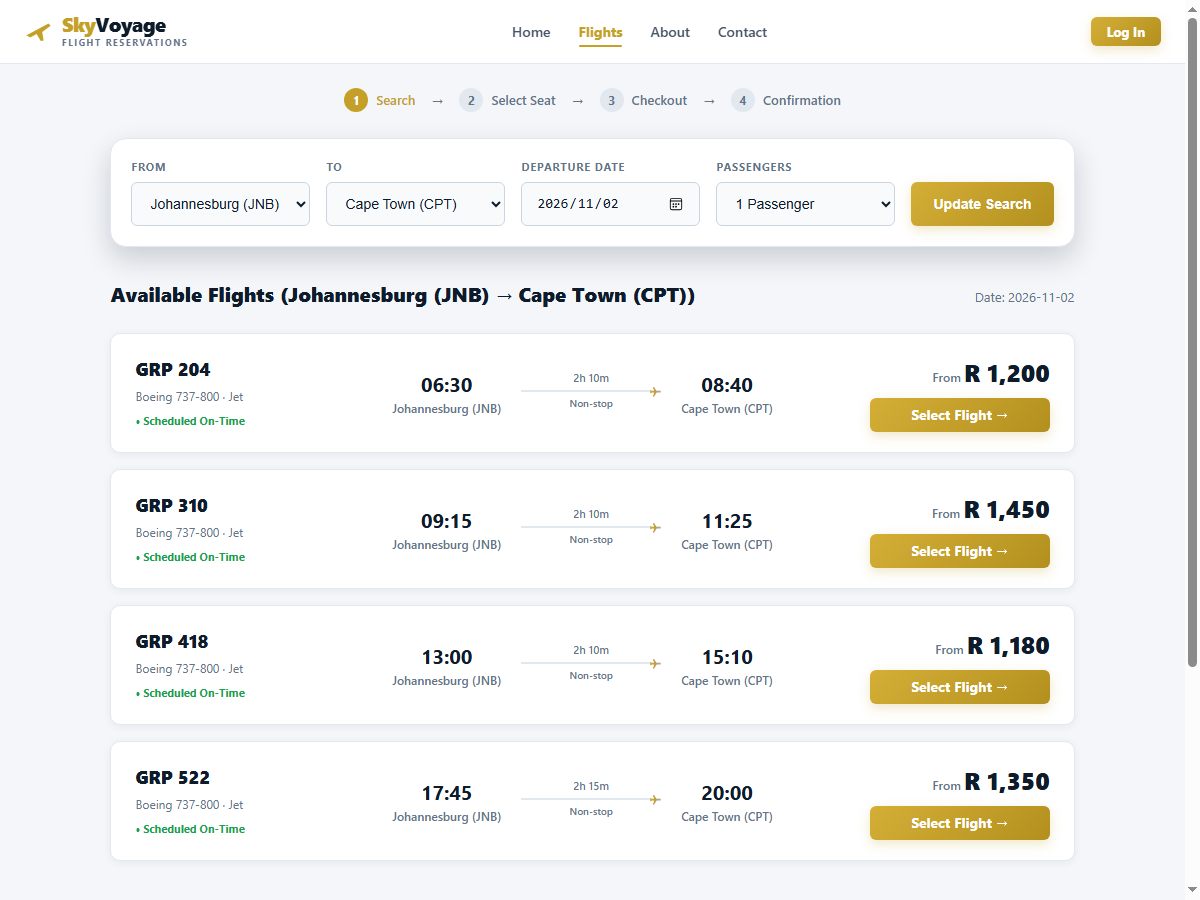 SkyVoyage
FLIGHT RESERVATIONS
Home Flights About Contact
Log In
1 Search → 2 Select Seat → 3 Checkout → 4 Confirmation
FROM TO DEPARTURE DATE PASSENGERS
Johannesburg (JNB) Cape Town (CPT) 2026/11/02 1 Passenger Update Search
Available Flights (Johannesburg (JNB) → Cape Town (CPT))
Date: 2026-11-02
GRP 204
Boeing 737-800 · Jet
• Scheduled On-Time
06:30
Johannesburg (JNB)
2h 10m
Non-stop
08:40
Cape Town (CPT)
From R 1,200
Select Flight →
GRP 310
Boeing 737-800 · Jet
• Scheduled On-Time
09:15
Johannesburg (JNB)
2h 10m
Non-stop
11:25
Cape Town (CPT)
From R 1,450
Select Flight →
GRP 418
Boeing 737-800 · Jet
• Scheduled On-Time
13:00
Johannesburg (JNB)
2h 10m
Non-stop
15:10
Cape Town (CPT)
From R 1,180
Select Flight →
GRP 522
Boeing 737-800 · Jet
• Scheduled On-Time
17:45
Johannesburg (JNB)
2h 15m
Non-stop
20:00
Cape Town (CPT)
From R 1,350
Select Flight →